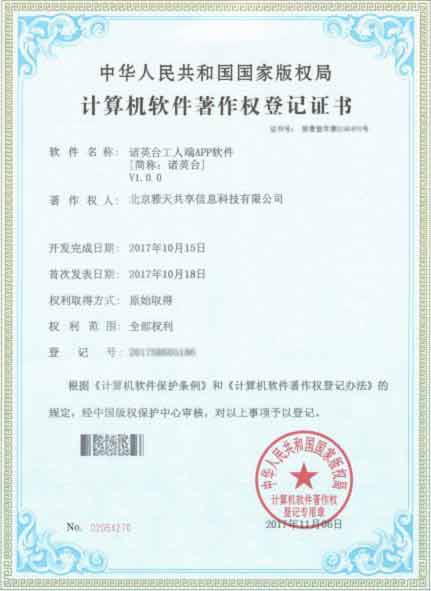 中华人民共和国国家版权局
计算机软件著作权登记证书
证书号：
软件名称： 诸英台工人端APP软件
[简称：诸英台]
V1.0.0
著作权人： 北京雅天共享信息科技有限公司
开发完成日期： 2017年10月15日
首次发表日期： 2017年10月18日
权利取得方式： 原始取得
权利范围： 全部权利
登记号：
根据《计算机软件保护条例》和《计算机软件著作权登记办法》的
规定，经中国版权保护中心审核，对以上事项予以登记。
中华人民共和国国家版权局
计算机软件著作权
登记专用章
2017年11月06日
No. 02054270